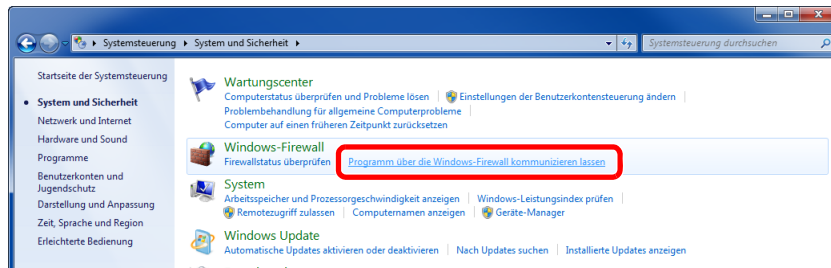 Systemsteuerung ▸ System und Sicherheit ▸
Systemsteuerung durchsuchen
Startseite der Systemsteuerung
System und Sicherheit
Netzwerk und Internet
Hardware und Sound
Programme
Benutzerkonten und
Jugendschutz
Darstellung und Anpassung
Zeit, Sprache und Region
Erleichterte Bedienung
Wartungscenter
Computerstatus überprüfen und Probleme lösen | Einstellungen der Benutzerkontensteuerung ändern
Problembehandlung für allgemeine Computerprobleme
Computer auf einen früheren Zeitpunkt zurücksetzen
Windows-Firewall
Firewallstatus überprüfen | Programm über die Windows-Firewall kommunizieren lassen
System
Arbeitsspeicher und Prozessorgeschwindigkeit anzeigen | Windows-Leistungsindex prüfen
Remotezugriff zulassen | Computernamen anzeigen | Geräte-Manager
Windows Update
Automatische Updates aktivieren oder deaktivieren | Nach Updates suchen | Installierte Updates anzeigen